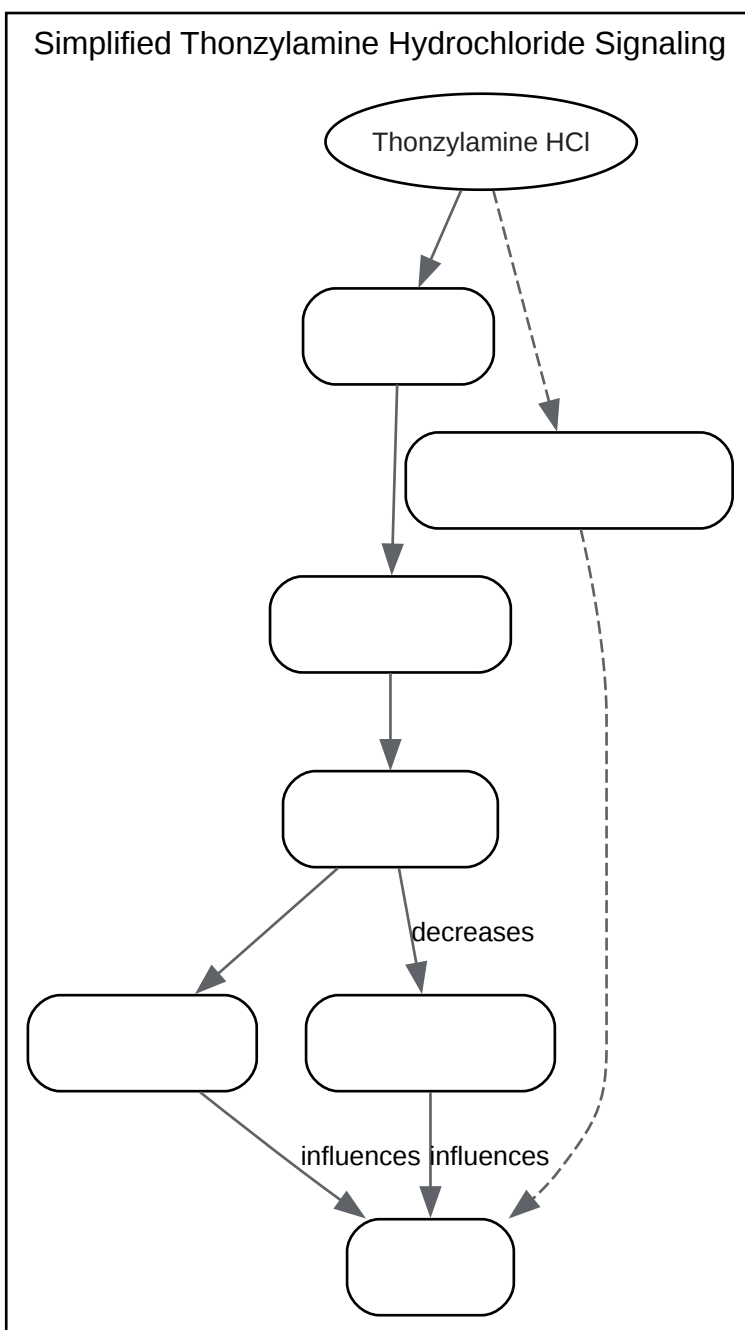 Simplified Thonzylamine Hydrochloride Signaling
Thonzylamine HCl
decreases
influences
influences